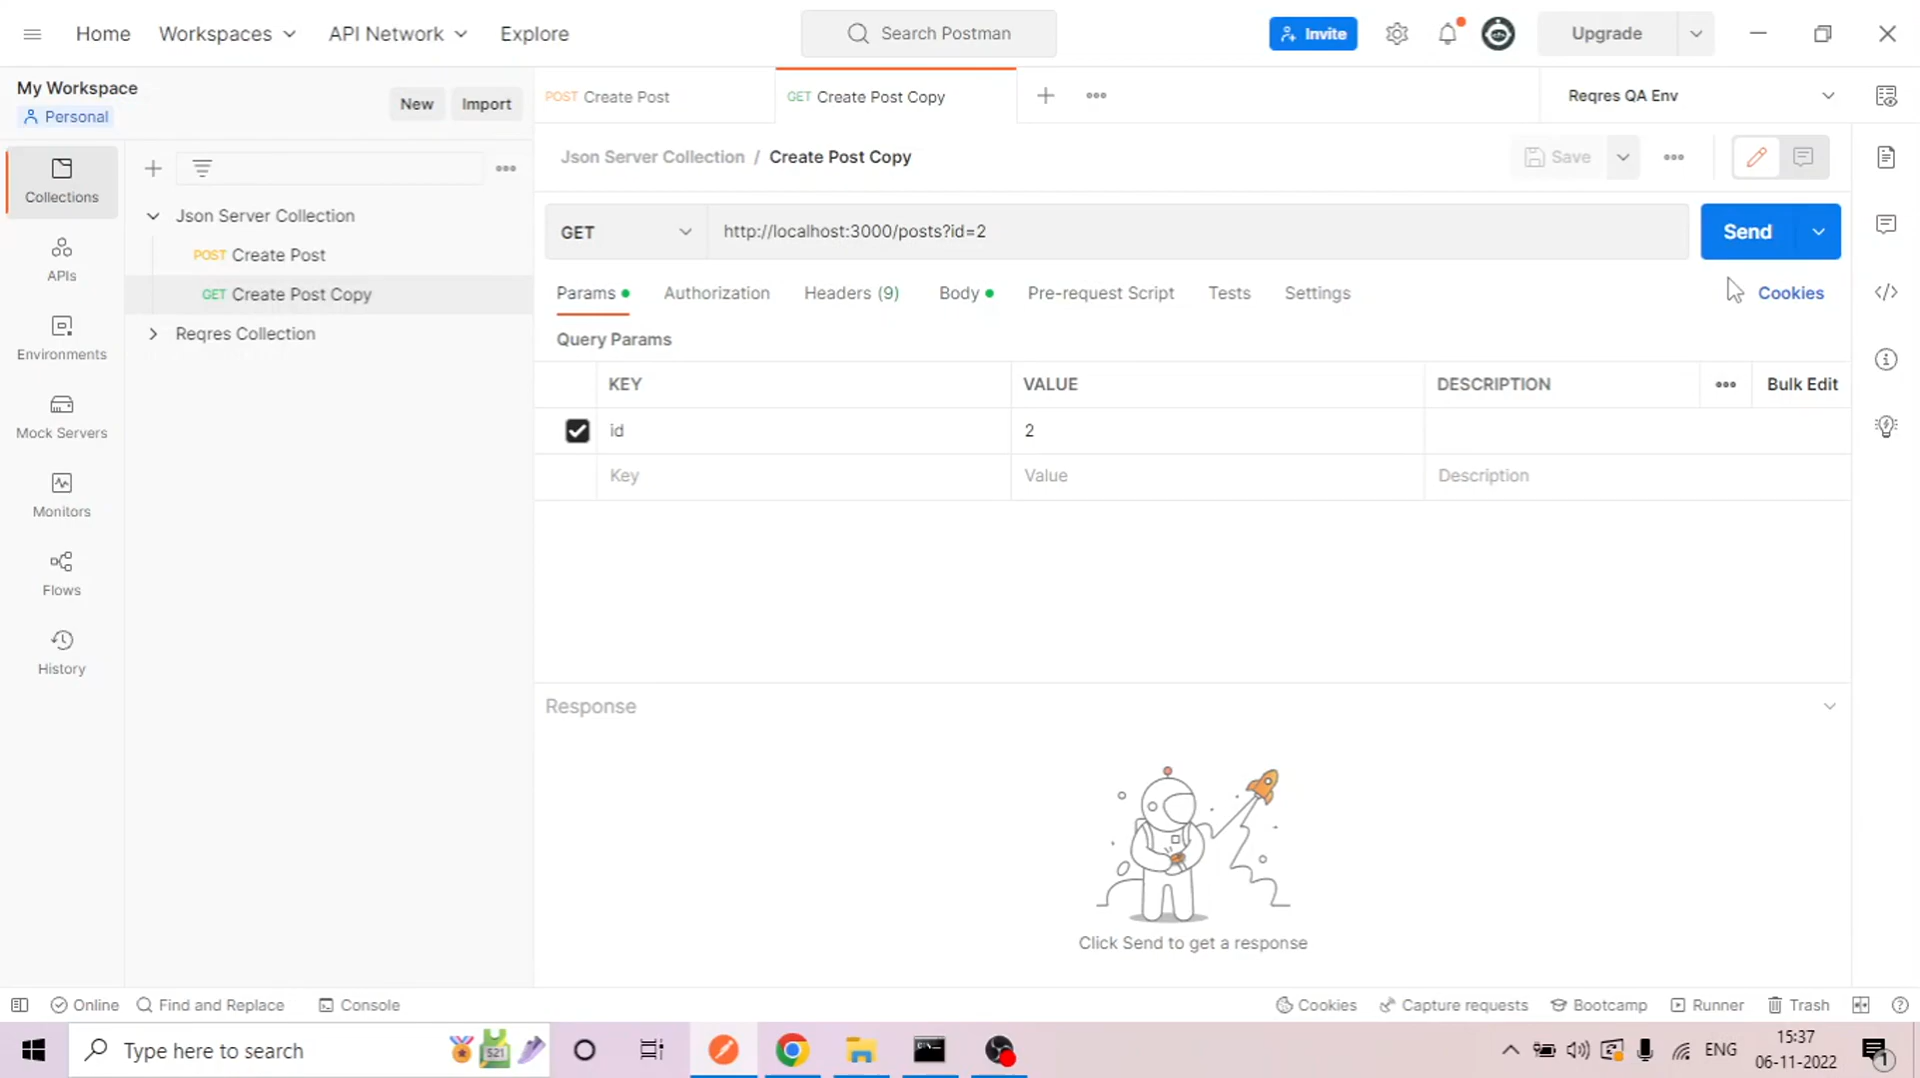 Home
Workspaces
API Network
Explore
Search Postman
Invite
Upgrade
My Workspace
Personal
New
Import
POST Create Post
GET Create Post Copy
Reqres QA Env
Collections
APIs
Environments
Mock Servers
Monitors
Flows
History
Json Server Collection
POST Create Post
GET Create Post Copy
Reqres Collection
Json Server Collection / Create Post Copy
Save
GET
http://localhost:3000/posts?id=2
Send
Params
Authorization
Headers (9)
Body
Pre-request Script
Tests
Settings
Cookies
Query Params
KEY VALUE DESCRIPTION Bulk Edit
id 2
Key Value Description
Response
Click Send to get a response
Online
Find and Replace
Console
Cookies
Capture requests
Bootcamp
Runner
Trash
Type here to search
$21
ENG
15:37
06-11-2022
1